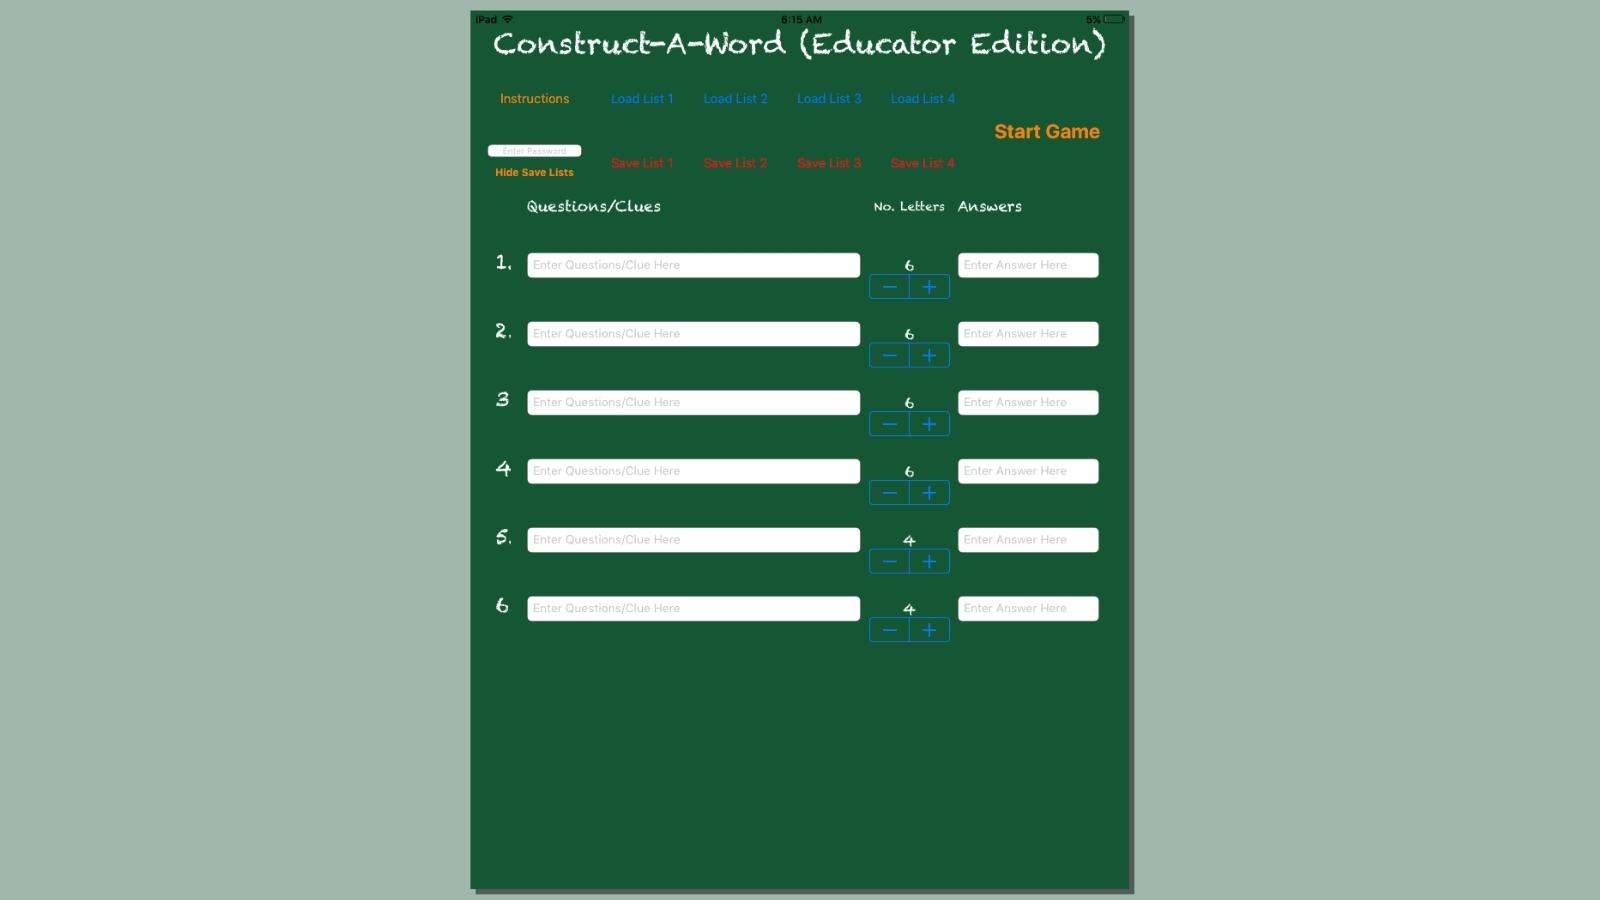 iPad 6:15 AM 5%
Construct-A-Word (Educator Edition)
Instructions Load List 1 Load List 2 Load List 3 Load List 4
Start Game
Enter Password
Save List 1 Save List 2 Save List 3 Save List 4
Hide Save Lists
Questions/Clues No. Letters Answers
1. Enter Questions/Clue Here 6 Enter Answer Here
− +
2. Enter Questions/Clue Here 6 Enter Answer Here
− +
3 Enter Questions/Clue Here 6 Enter Answer Here
− +
4 Enter Questions/Clue Here 6 Enter Answer Here
− +
5. Enter Questions/Clue Here 4 Enter Answer Here
− +
6 Enter Questions/Clue Here 4 Enter Answer Here
− +